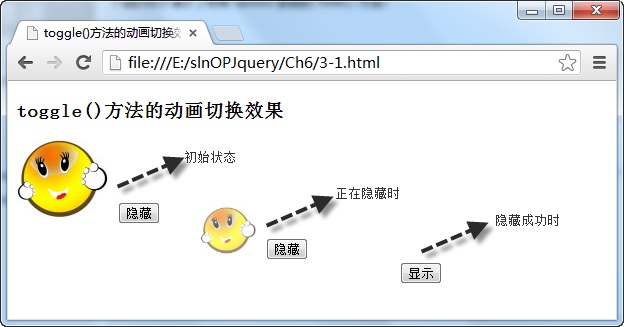 toggle()方法的动画切换效
file:///E:/slnOPJquery/Ch6/3-1.html
toggle()方法的动画切换效果
初始状态
隐藏
正在隐藏时
隐藏
隐藏成功时
显示